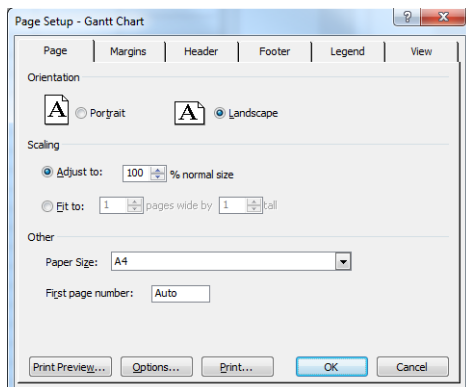 Page Setup - Gantt Chart
Page Margins Header Footer Legend View
Orientation
A Portrait A Landscape
Scaling
Adjust to: 100 % normal size
Fit to: 1 pages wide by 1 tall
Other
Paper Size: A4
First page number: Auto
Print Preview... Options... Print... OK Cancel